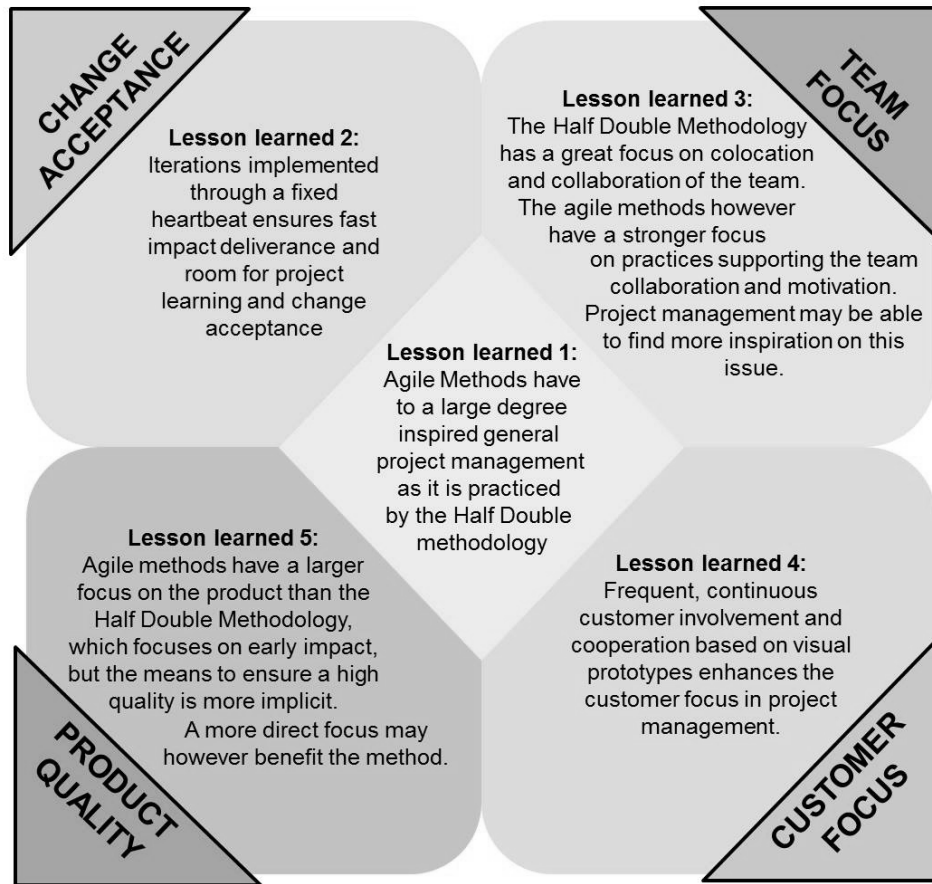 CHANGE
ACCEPTANCE
Lesson learned 2:
Iterations implemented
through a fixed
heartbeat ensures fast
impact deliverance and
room for project
learning and change
acceptance
TEAM
FOCUS
Lesson learned 3:
The Half Double Methodology
has a great focus on colocation
and collaboration of the team.
The agile methods however
have a stronger focus
on practices supporting the team
collaboration and motivation.
Project management may be able
to find more inspiration on this
issue.
Lesson learned 1:
Agile Methods have
to a large degree
inspired general
project management
as it is practiced
by the Half Double
methodology
Lesson learned 5:
Agile methods have a larger
focus on the product than the
Half Double Methodology,
which focuses on early impact,
but the means to ensure a high
quality is more implicit.
A more direct focus may
however benefit the method.
PRODUCT
QUALITY
Lesson learned 4:
Frequent, continuous
customer involvement and
cooperation based on visual
prototypes enhances the
customer focus in project
management.
CUSTOMER
FOCUS